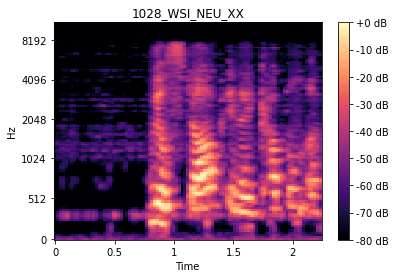 1028_WSI_NEU_XX
Hz
8192
4096
2048
1024
512
0
0
0.5
1
1.5
2
Time
+0 dB
-10 dB
-20 dB
-30 dB
-40 dB
-50 dB
-60 dB
-70 dB
-80 dB